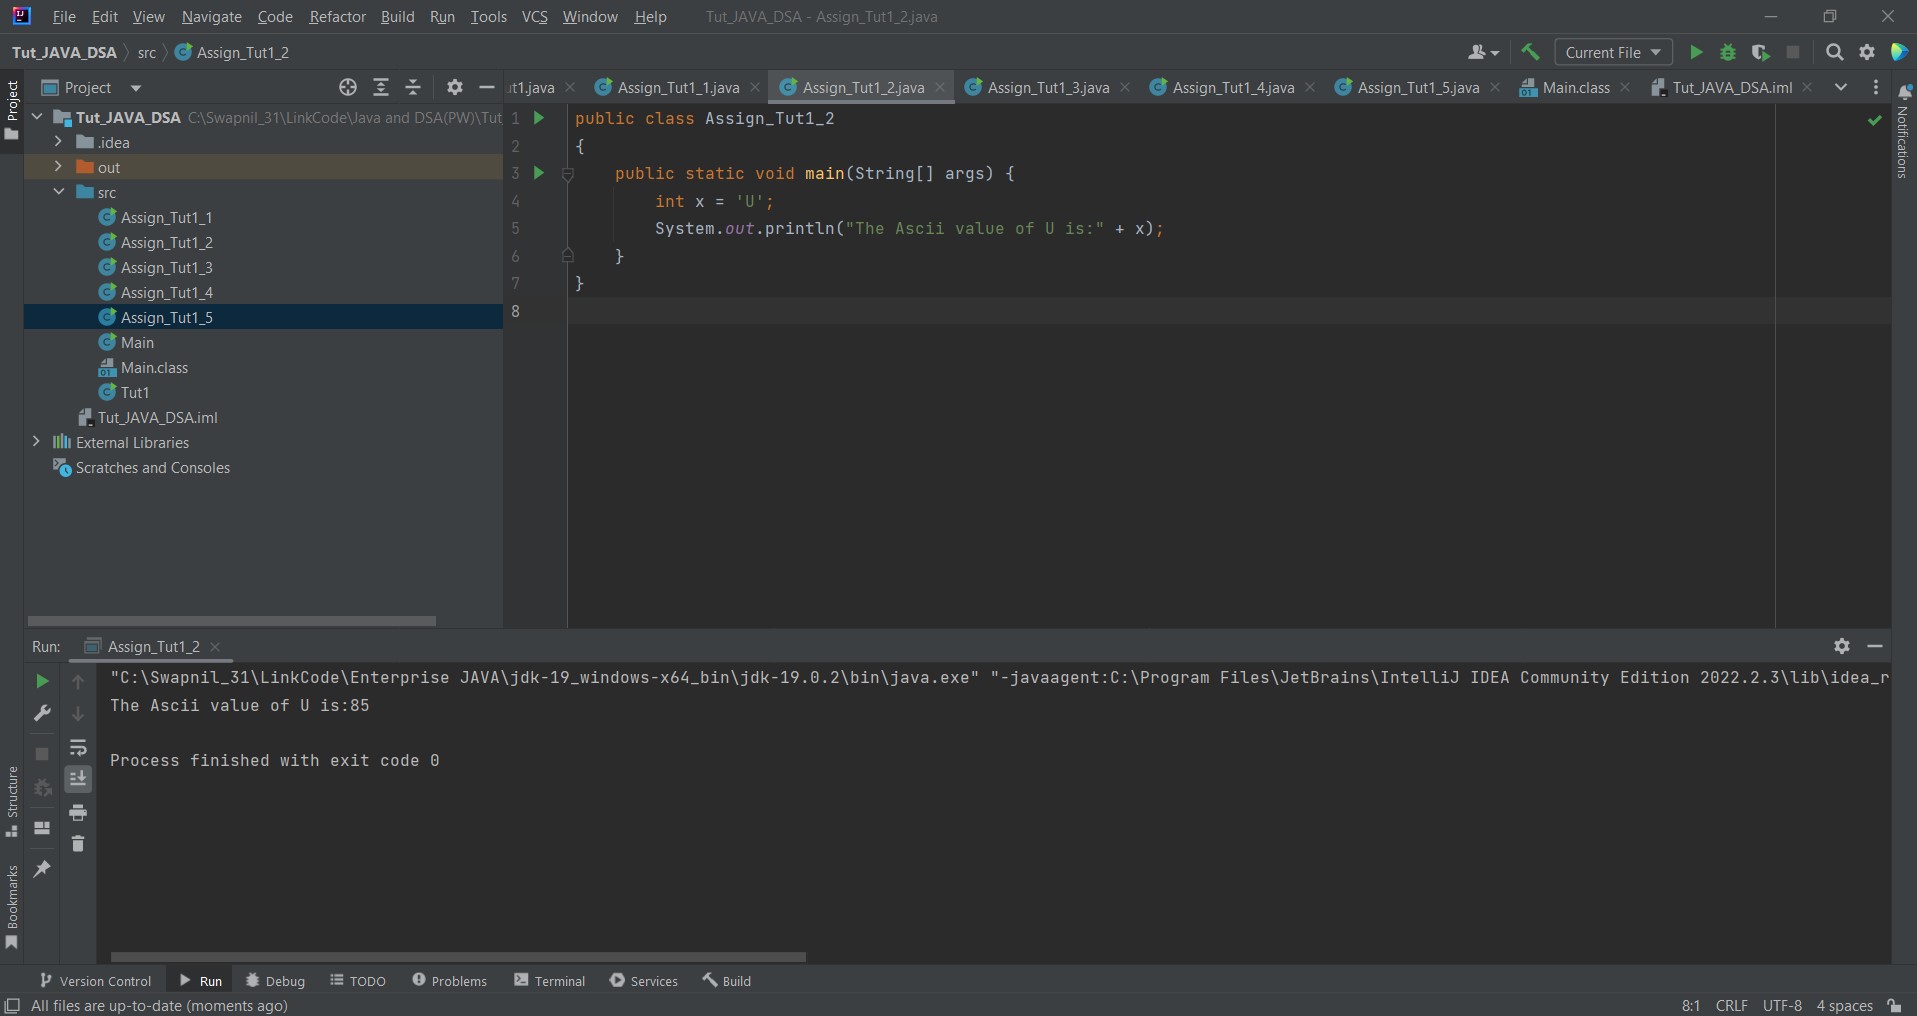 File Edit View Navigate Code Refactor Build Run Tools VCS Window Help Tut_JAVA_DSA - Assign_Tut1_2.java
Tut_JAVA_DSA src Assign_Tut1_2 Current File
Project
Project
ut1.java Assign_Tut1_1.java Assign_Tut1_2.java Assign_Tut1_3.java Assign_Tut1_4.java Assign_Tut1_5.java Main.class Tut_JAVA_DSA.iml
Notifications
Tut_JAVA_DSA C:\Swapnil_31\LinkCode\Java and DSA(PW)\Tut
.idea
out
src
Assign_Tut1_1
Assign_Tut1_2
Assign_Tut1_3
Assign_Tut1_4
Assign_Tut1_5
Main
Main.class
Tut1
Tut_JAVA_DSA.iml
External Libraries
Scratches and Consoles
1 public class Assign_Tut1_2
2 {
3 public static void main(String[] args) {
4 int x = 'U';
5 System.out.println("The Ascii value of U is:" + x);
6 }
7 }
8
Run: Assign_Tut1_2
"C:\Swapnil_31\LinkCode\Enterprise JAVA\jdk-19_windows-x64_bin\jdk-19.0.2\bin\java.exe" "-javaagent:C:\Program Files\JetBrains\IntelliJ IDEA Community Edition 2022.2.3\lib\idea_r
The Ascii value of U is:85
Process finished with exit code 0
Structure
Bookmarks
Version Control Run Debug TODO Problems Terminal Services Build
All files are up-to-date (moments ago) 8:1 CRLF UTF-8 4 spaces